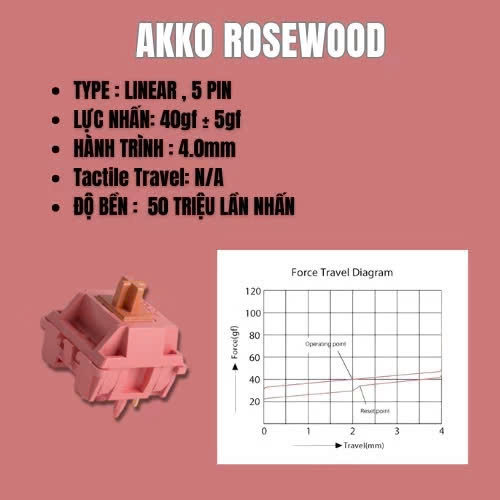 AKKO ROSEWOOD
• TYPE : LINEAR , 5 PIN
• LỰC NHẤN: 40gf ± 5gf
• HÀNH TRÌNH : 4.0mm
• Tactile Travel: N/A
• ĐỘ BỀN : 50 TRIỆU LẦN NHẤN
Force Travel Diagram
120
100
80
60
40
20
Force(gf)
Operating point
Reset point
0 1 2 3 4
Travel(mm)